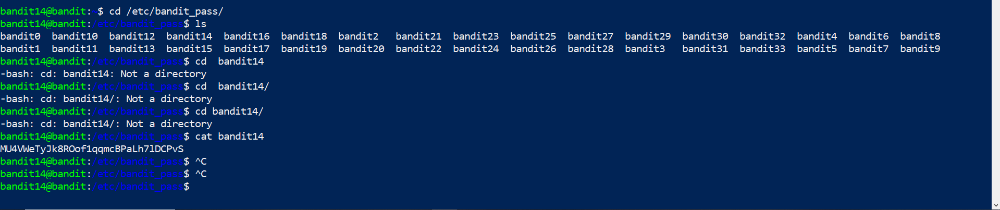 bandit14@bandit:~$ cd /etc/bandit_pass/
bandit14@bandit:/etc/bandit_pass$ ls
bandit0  bandit10  bandit12  bandit14  bandit16  bandit18  bandit2   bandit21  bandit23  bandit25  bandit27  bandit29  bandit30  bandit32  bandit4  bandit6  bandit8
bandit1  bandit11  bandit13  bandit15  bandit17  bandit19  bandit20  bandit22  bandit24  bandit26  bandit28  bandit3   bandit31  bandit33  bandit5  bandit7  bandit9
bandit14@bandit:/etc/bandit_pass$ cd  bandit14
-bash: cd: bandit14: Not a directory
bandit14@bandit:/etc/bandit_pass$ cd  bandit14/
-bash: cd: bandit14/: Not a directory
bandit14@bandit:/etc/bandit_pass$ cd bandit14/
-bash: cd: bandit14/: Not a directory
bandit14@bandit:/etc/bandit_pass$ cat bandit14
MU4VWeTyJk8ROof1qqmcBPaLh7lDCPvS
bandit14@bandit:/etc/bandit_pass$ ^C
bandit14@bandit:/etc/bandit_pass$ ^C
bandit14@bandit:/etc/bandit_pass$